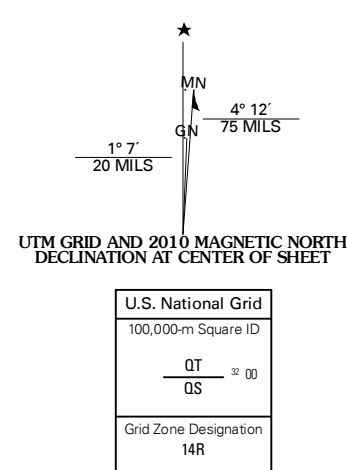 MN
GN
4° 12´
75 MILS
1° 7´
20 MILS
UTM GRID AND 2010 MAGNETIC NORTH
DECLINATION AT CENTER OF SHEET
U.S. National Grid
100,000-m Square ID
QT
32 00
QS
Grid Zone Designation
14R